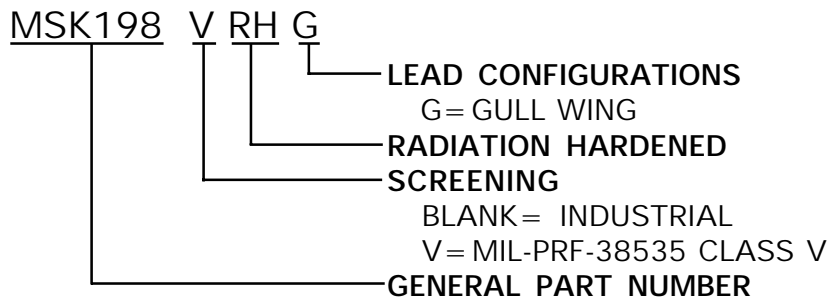 MSK198 V RH G
LEAD CONFIGURATIONS
G= GULL WING
RADIATION HARDENED
SCREENING
BLANK= INDUSTRIAL
V=MIL-PRF-38535 CLASS V
GENERAL PART NUMBER